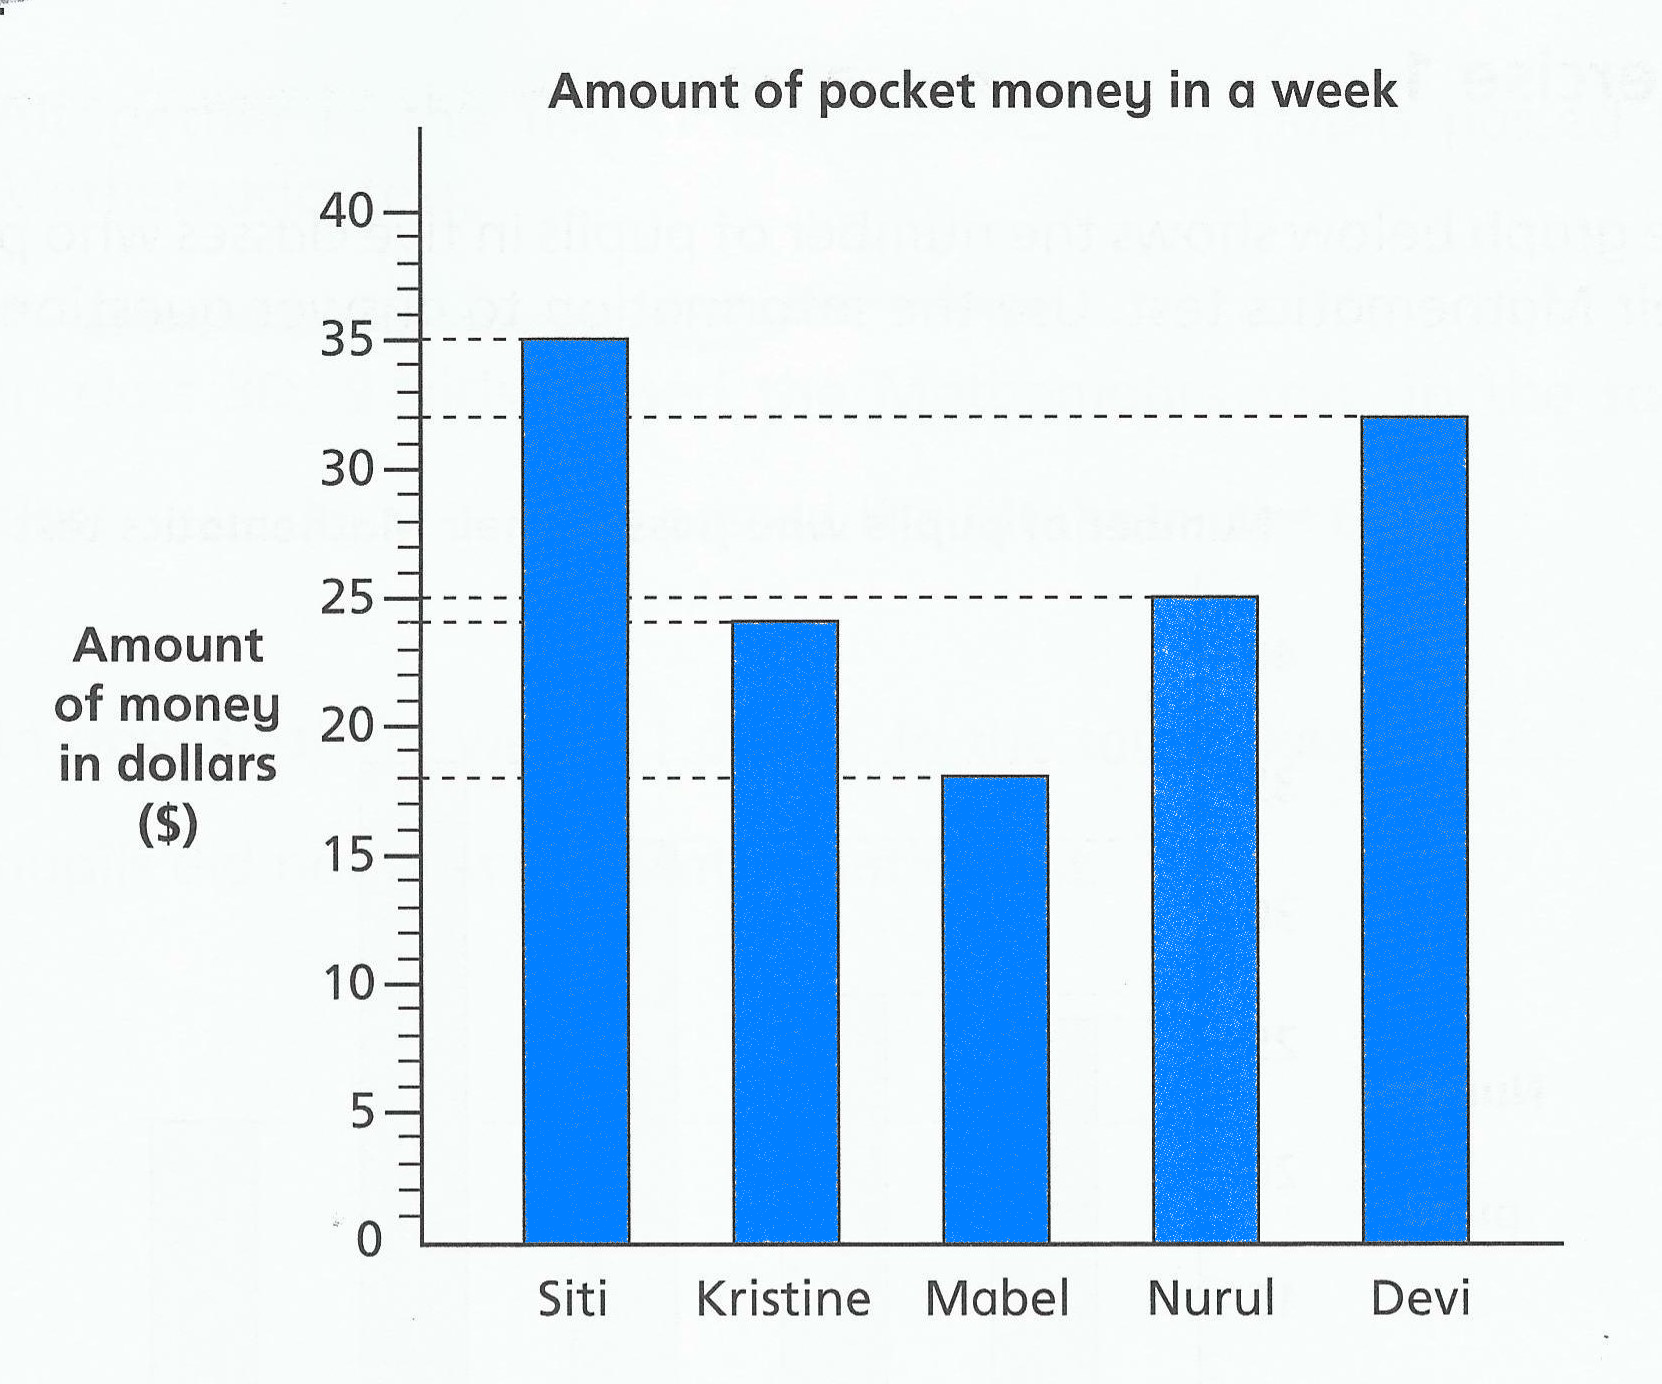 Amount of pocket money in a week
40
35
30
25
20
15
10
5
0
Amount
of money
in dollars
($)
Siti Kristine Mabel Nurul Devi